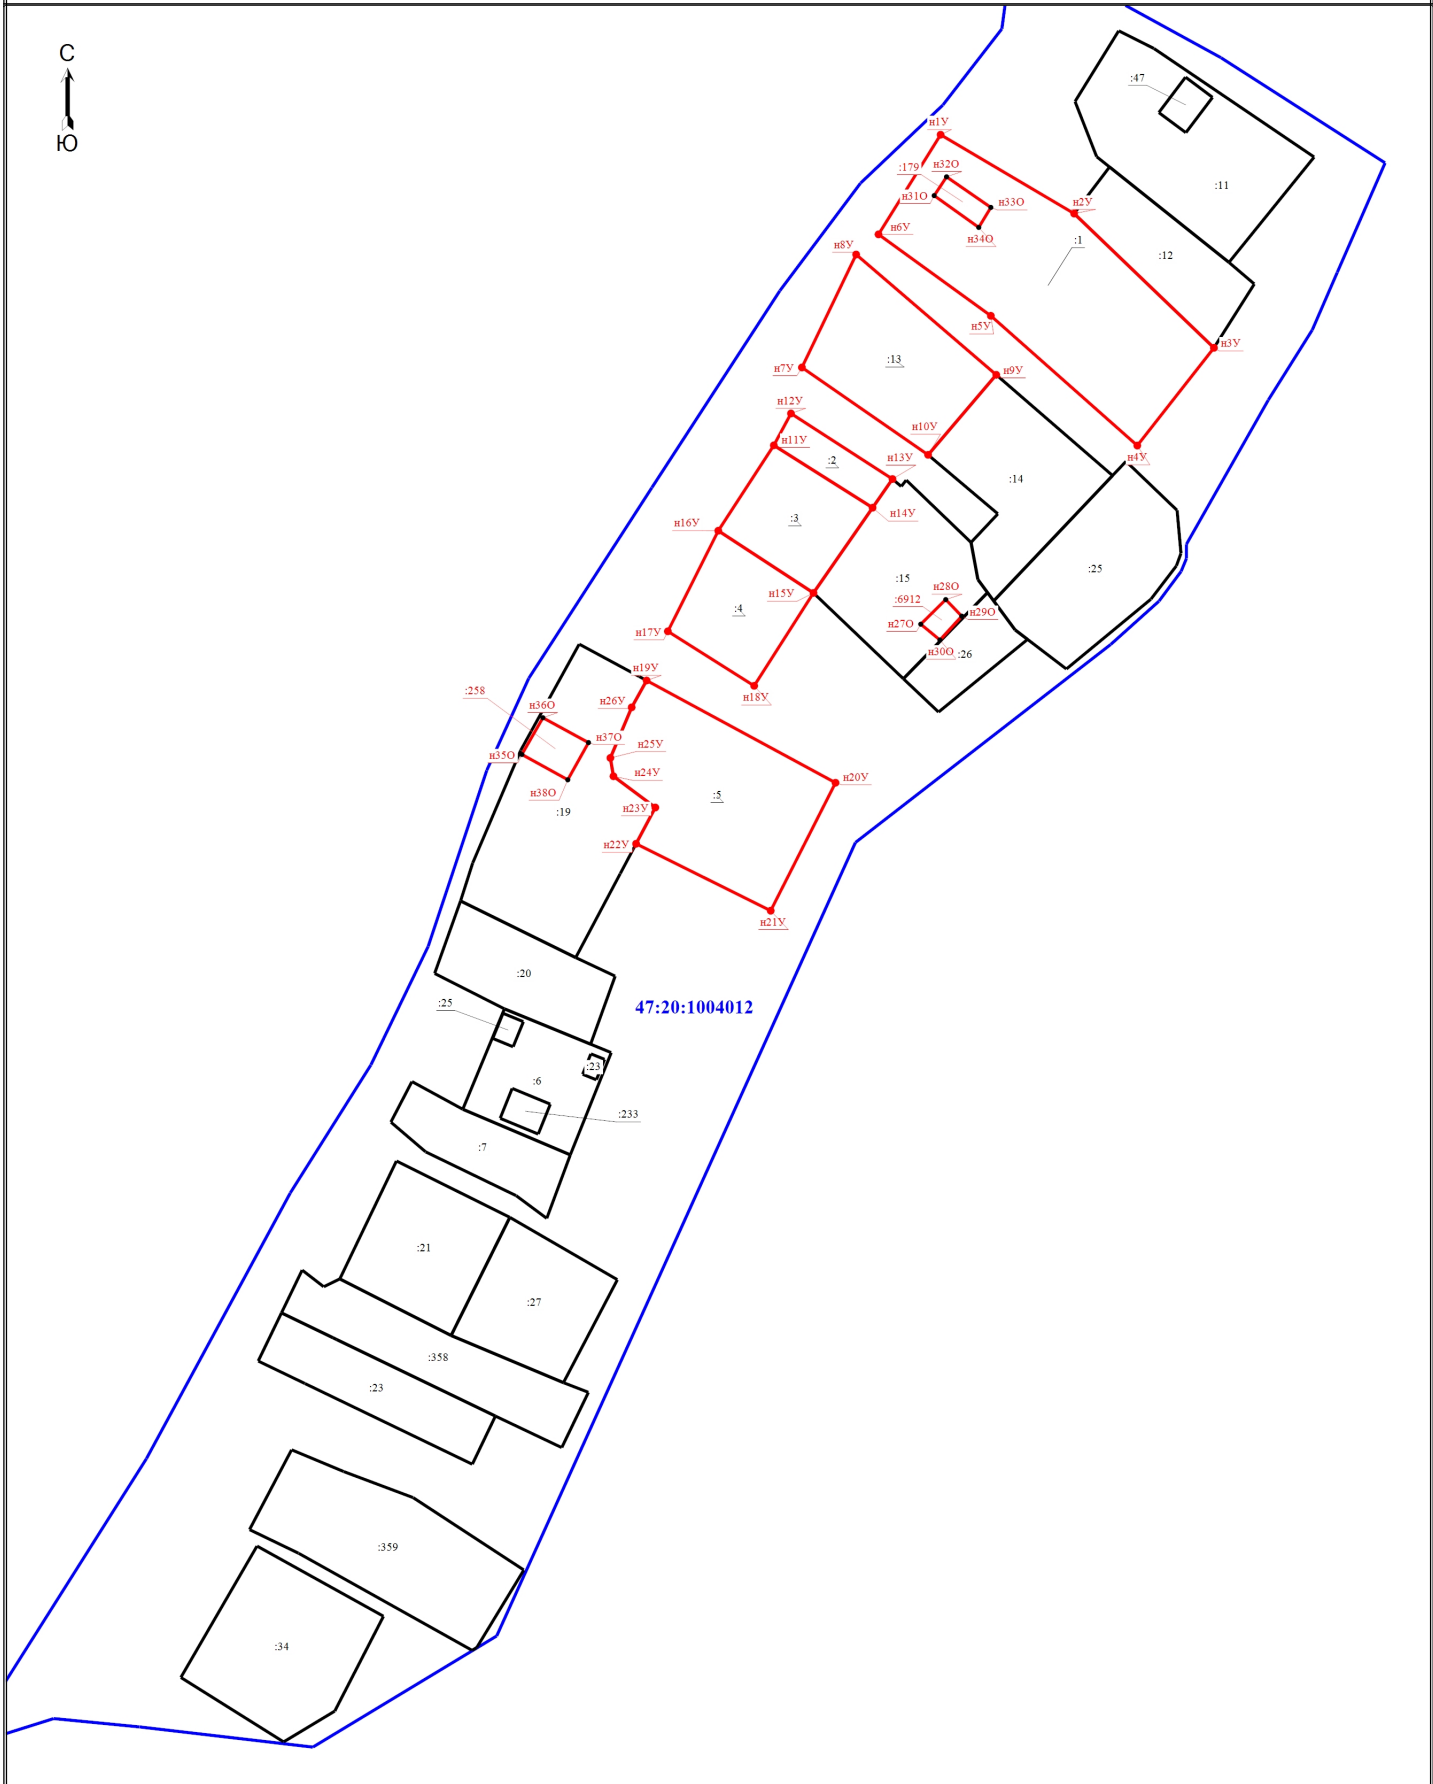 С
Ю
:47
н1У
:11
:179
н32О
н31О
н33О
н2У
н6У
н34О
:1
н8У
:12
н5У
н3У
:13
н7У
н9У
н12У
н10У
н11У
:2
н13У
н4У
:14
:3
н14У
н16У
:25
:15
н28О
н15У
:6912
:4
н29О
н27О
н17У
н30О
:26
н19У
:258
н18У
н26У
н36О
н37О
н25У
н35О
н24У
н20У
н38О
:5
:19
н23У
н22У
н21У
:20
:25
47:20:1004012
:23
:6
:233
:7
:21
:27
:358
:23
:359
:34